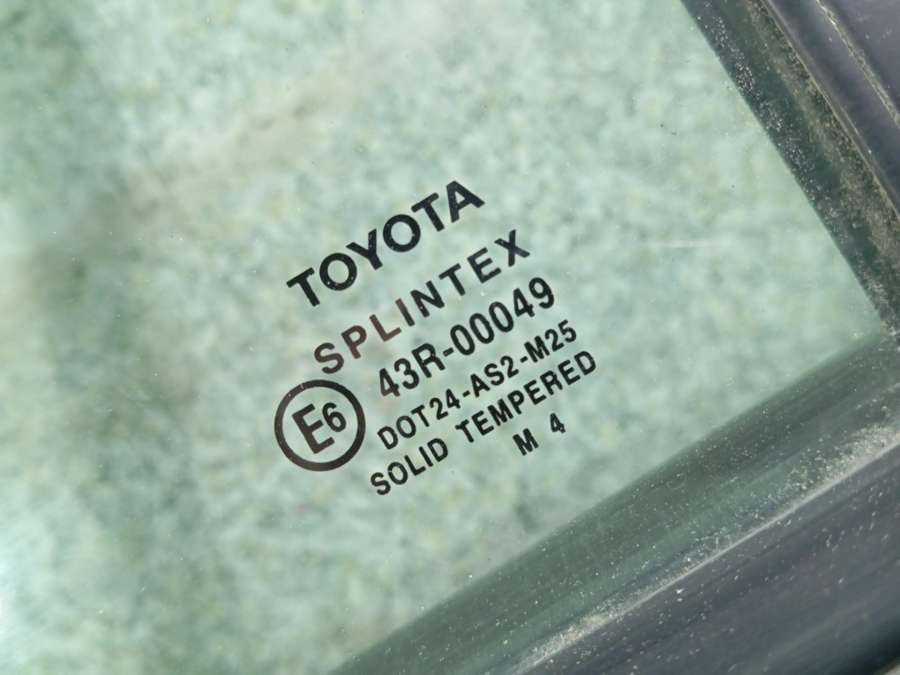 TOYOTA
SPLINTEX
E6 43R-00049
DOT24-AS2-M25
SOLID TEMPERED
M 4